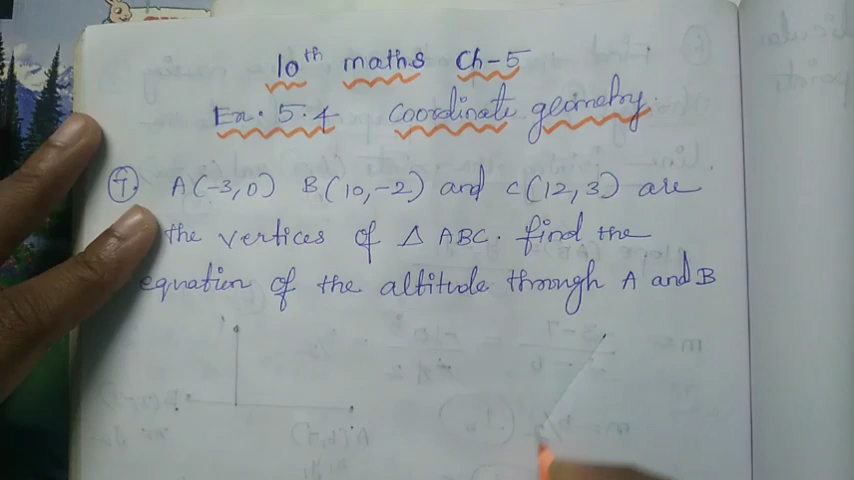 10th maths Ch-5
Ex. 5.4 Coordinate geometry.
7. A(-3,0) B(10,-2) and C(12,3) are
the vertices of Δ ABC. find the
equation of the altitude through A and B